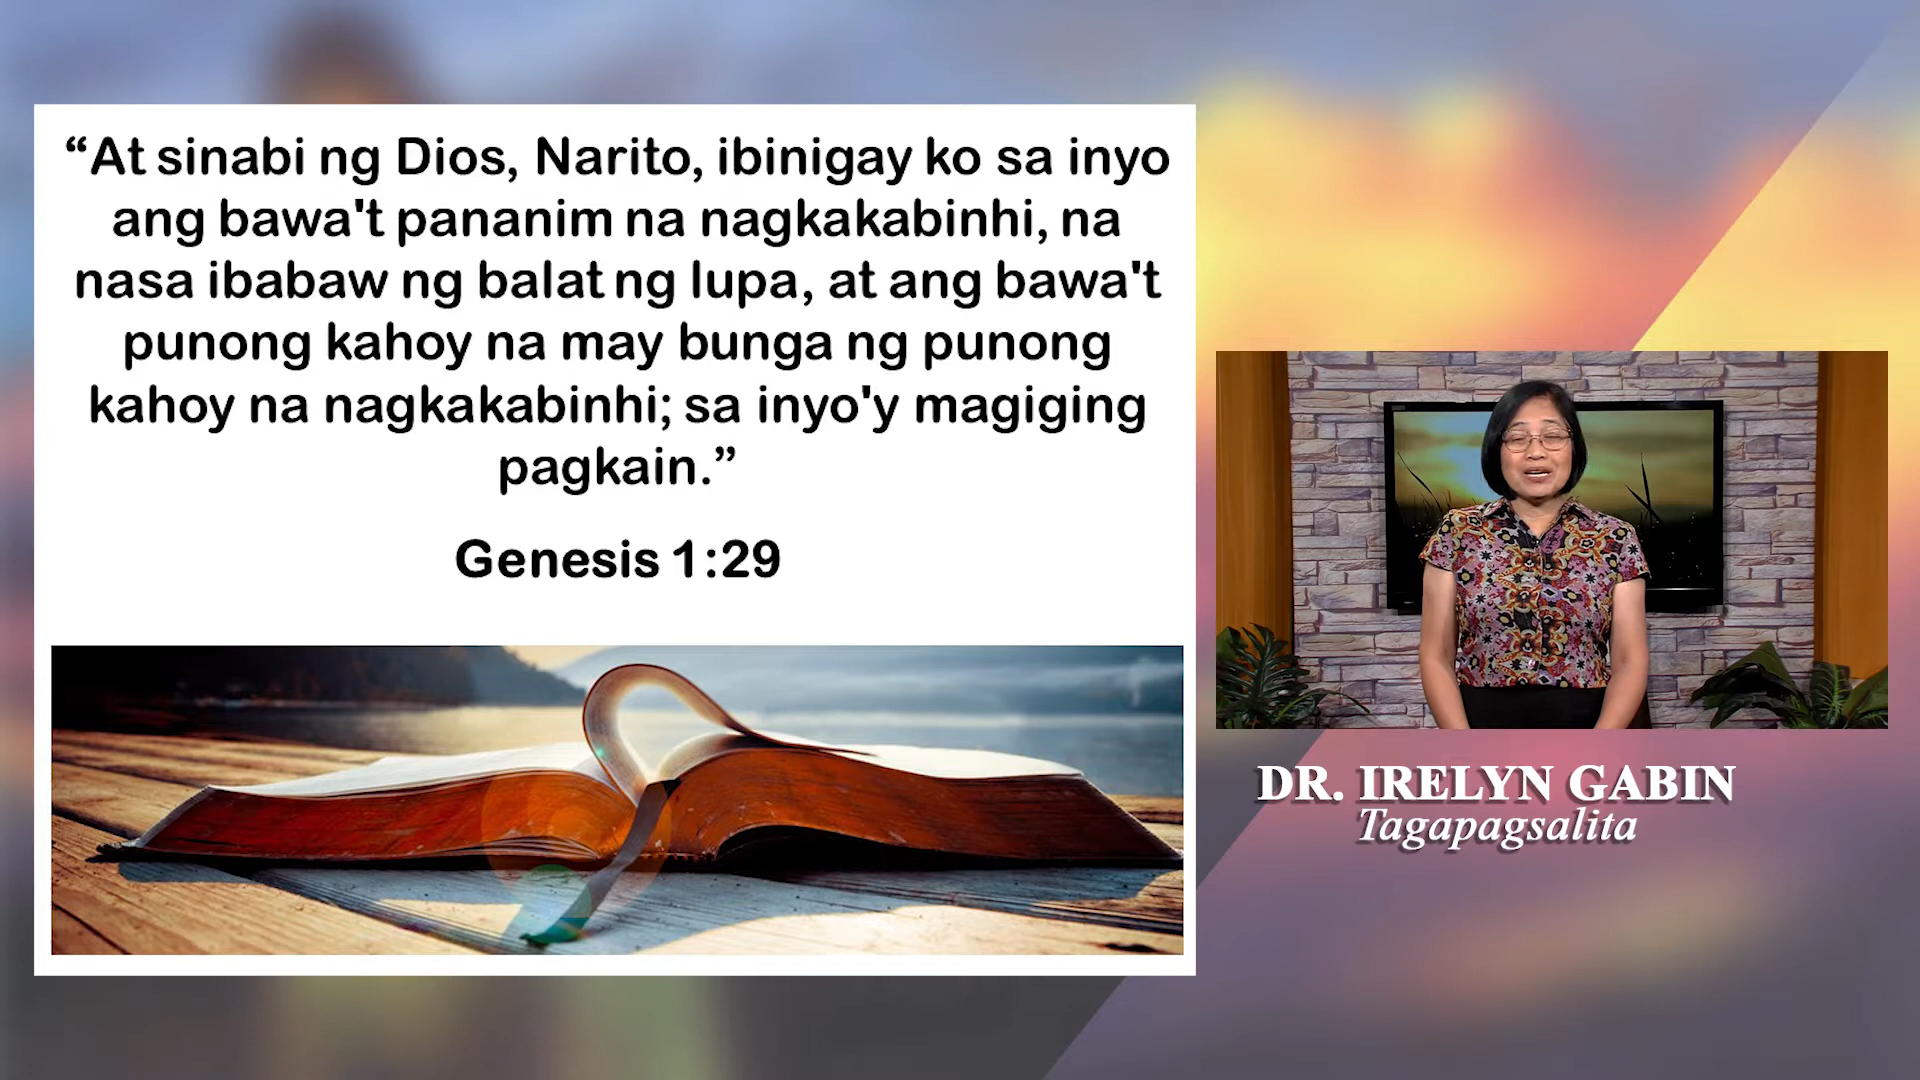 “At sinabi ng Dios, Narito, ibinigay ko sa inyo
ang bawa't pananim na nagkakabinhi, na
nasa ibabaw ng balat ng lupa, at ang bawa't
punong kahoy na may bunga ng punong
kahoy na nagkakabinhi; sa inyo'y magiging
pagkain.”
Genesis 1:29
DR. IRELYN GABIN
Tagapagsalita